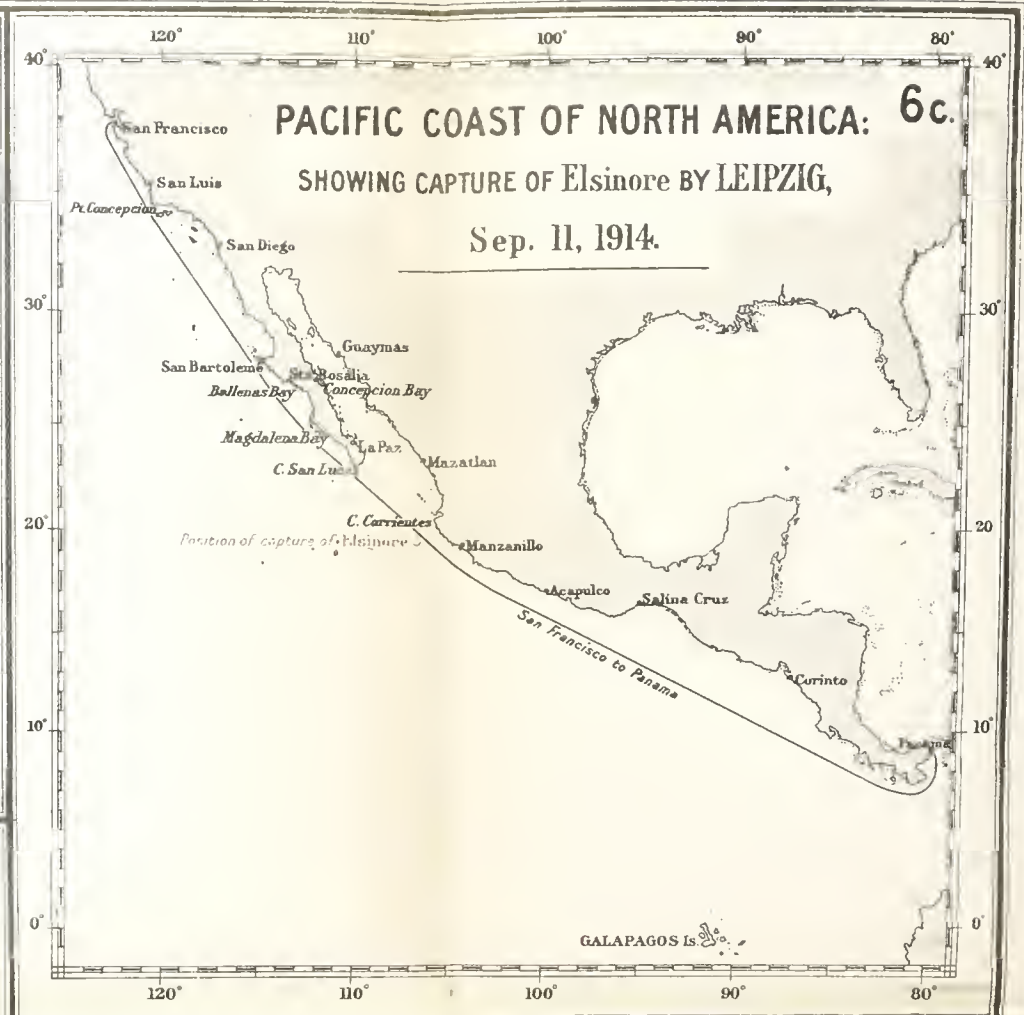 120° 110° 100° 90° 80°
40° 40°
PACIFIC COAST OF NORTH AMERICA: 6c.
San Francisco
SHOWING CAPTURE OF Elsinore BY LEIPZIG,
San Luis
Pt. Concepcion
Sep. 11, 1914.
San Diego
30° 30°
Guaymas
San Bartolemé
Sta. Rosalia
Ballenas Bay
Concepcion Bay
Magdalena Bay
La Paz
C. San Lucas
Mazatlan
C. Carrientes
20° 20
Position of capture of Elsinore
Manzanillo
Acapulco
Salina Cruz
San Francisco to Panama
Corinto
10° 10°
Panama
0° 0°
GALAPAGOS Is.
120° 110° 100° 90° 80°